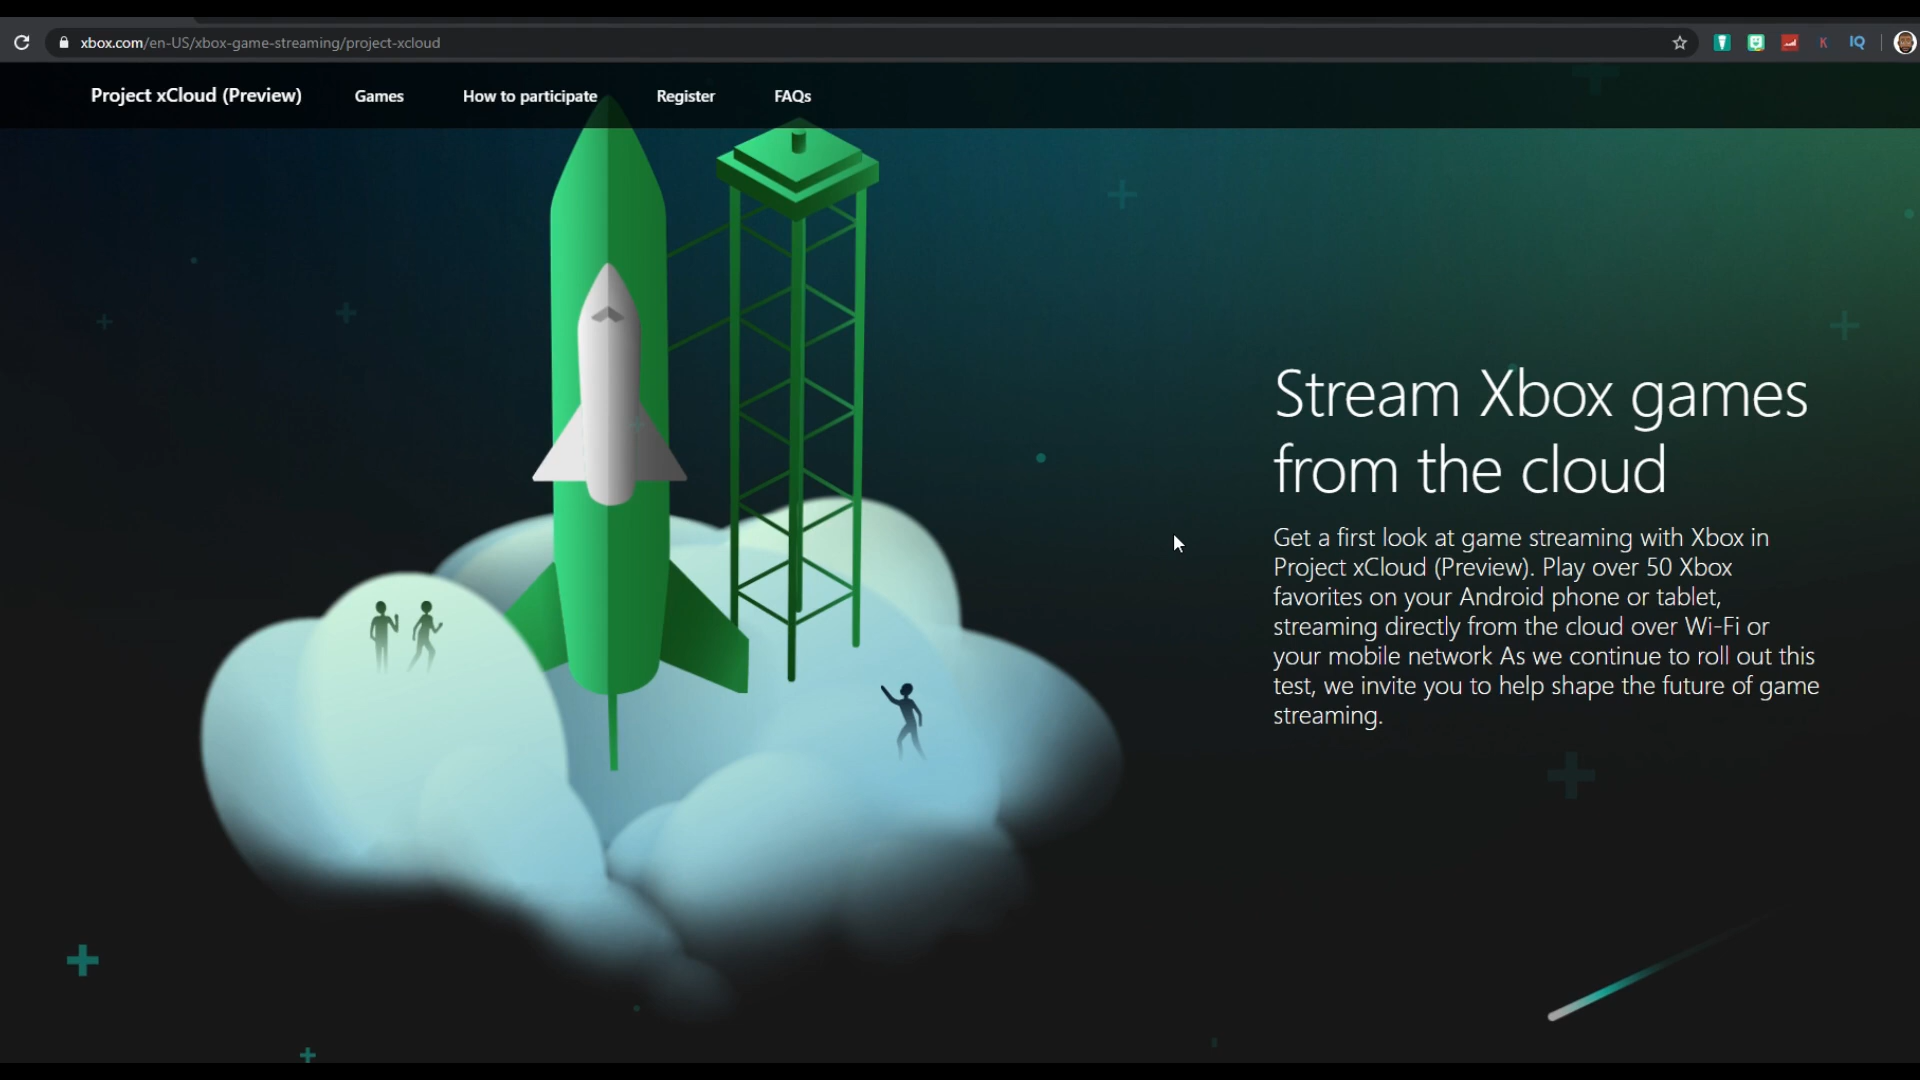 xbox.com/en-US/xbox-game-streaming/project-xcloud
K
IQ
Project xCloud (Preview)
Games
How to participate
Register
FAQs
Stream Xbox games
from the cloud
Get a first look at game streaming with Xbox in
Project xCloud (Preview). Play over 50 Xbox
favorites on your Android phone or tablet,
streaming directly from the cloud over Wi-Fi or
your mobile network As we continue to roll out this
test, we invite you to help shape the future of game
streaming.